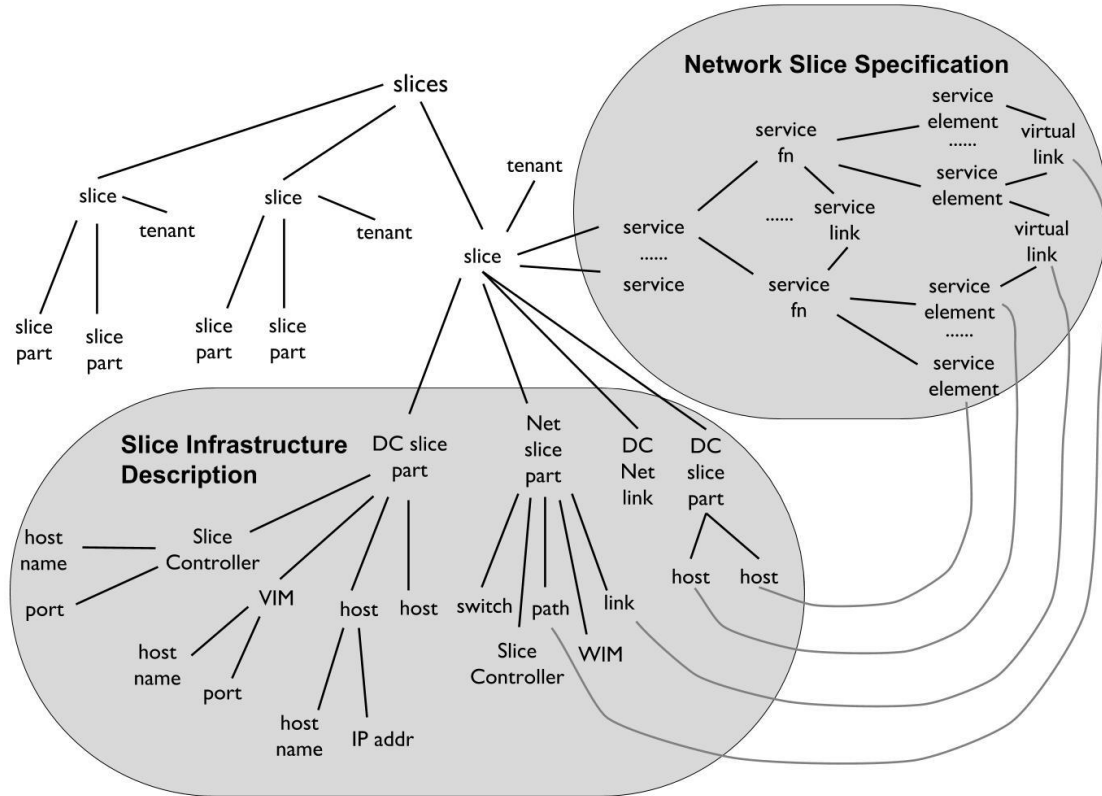 slices
Network Slice Specification
service
element
......
virtual
link
service
fn
service
element
tenant
slice
tenant
slice
tenant
service
......
service
...... service
link
virtual
link
slice
service
fn
service
element
......
service
element
slice
part
slice
part
slice
part
slice
part
Slice Infrastructure
Description
DC slice
part
Net
slice
part
DC
Net
link
DC
slice
part
host
name
Slice
Controller
port
VIM
host
host
switch
path
link
host
host
host
name
port
Slice
Controller
WIM
host
name
IP addr